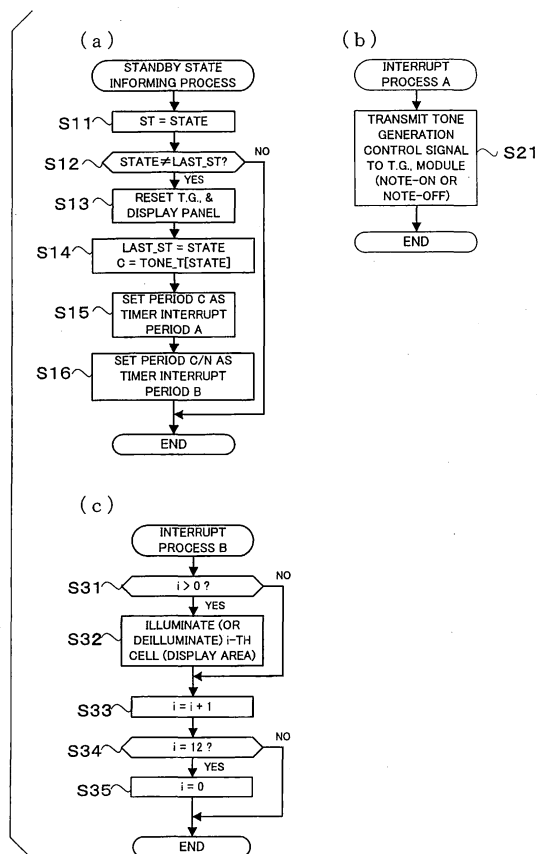 (a)
STANDBY STATE
INFORMING PROCESS
S11
ST = STATE
S12
STATE≠LAST_ST?
NO
YES
S13
RESET T.G., &
DISPLAY PANEL
S14
LAST_ST = STATE
C = TONE_T[STATE]
S15
SET PERIOD C AS
TIMER INTERRUPT
PERIOD A
S16
SET PERIOD C/N AS
TIMER INTERRUPT
PERIOD B
END
(b)
INTERRUPT
PROCESS A
TRANSMIT TONE
GENERATION
CONTROL SIGNAL
TO T.G., MODULE
(NOTE-ON OR
NOTE-OFF)
S21
END
(c)
INTERRUPT
PROCESS B
S31
i > 0 ?
NO
YES
S32
ILLUMINATE (OR
DEILLUMINATE) i-TH
CELL (DISPLAY AREA)
S33
i = i + 1
S34
i = 12 ?
NO
YES
S35
i = 0
END